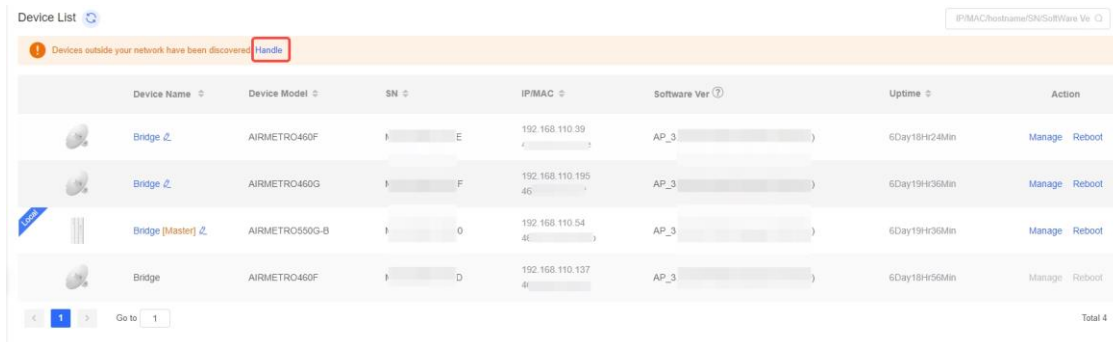 Device List
IP/MAC/hostname/SN/SoftWare Ve
Devices outside your network have been discovered. Handle
Device Name Device Model SN IP/MAC Software Ver Uptime Action
Bridge AIRMETRO460F E 192.168.110.39 AP_3 ) 6Day18Hr24Min Manage Reboot
Bridge AIRMETRO460G F 192.168.110.195 AP_3 ) 6Day19Hr36Min Manage Reboot
46
Local
Bridge [Master] AIRMETRO550G-B 0 192.168.110.54 AP_3 ) 6Day19Hr36Min Manage Reboot
Bridge AIRMETRO460F D 192.168.110.137 AP_3 ) 6Day18Hr56Min Manage Reboot
< 1 > Go to 1 Total 4